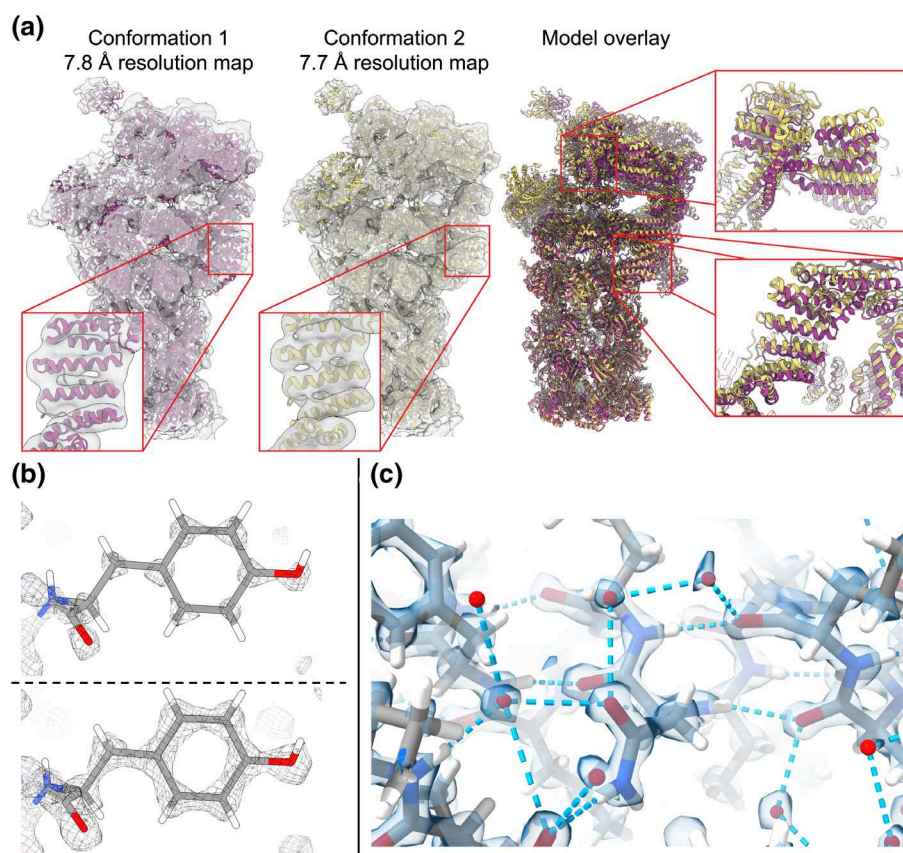 (a)
Conformation 1
7.8 Å resolution map
Conformation 2
7.7 Å resolution map
Model overlay
(b)
(c)